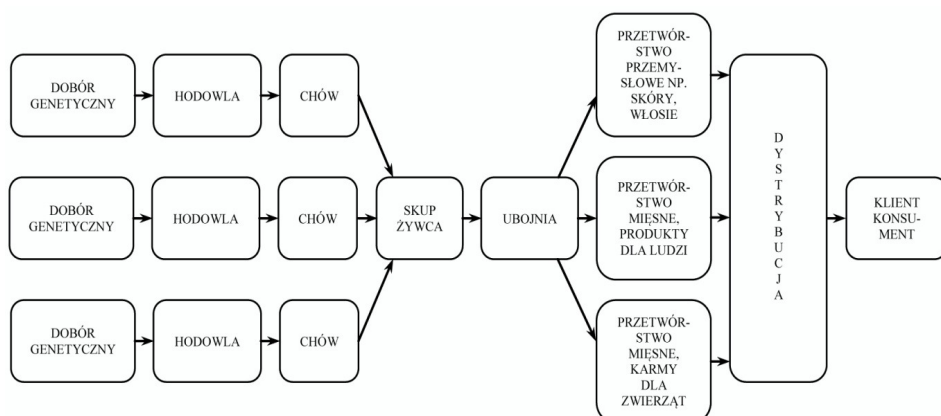 DOBÓR
GENETYCZNY
HODOWLA
CHÓW
DOBÓR
GENETYCZNY
HODOWLA
CHÓW
DOBÓR
GENETYCZNY
HODOWLA
CHÓW
SKUP
ŻYWCA
UBOJNIA
PRZETWÓR-
STWO
PRZEMY-
SŁOWE NP.
SKÓRY,
WŁOSIE
PRZETWÓR-
STWO
MIĘSNE,
PRODUKTY
DLA LUDZI
PRZETWÓR-
STWO
MIĘSNE,
KARMY
DLA
ZWIERZĄT
D
Y
S
T
R
Y
B
U
C
J
A
KLIENT
KONSU-
MENT